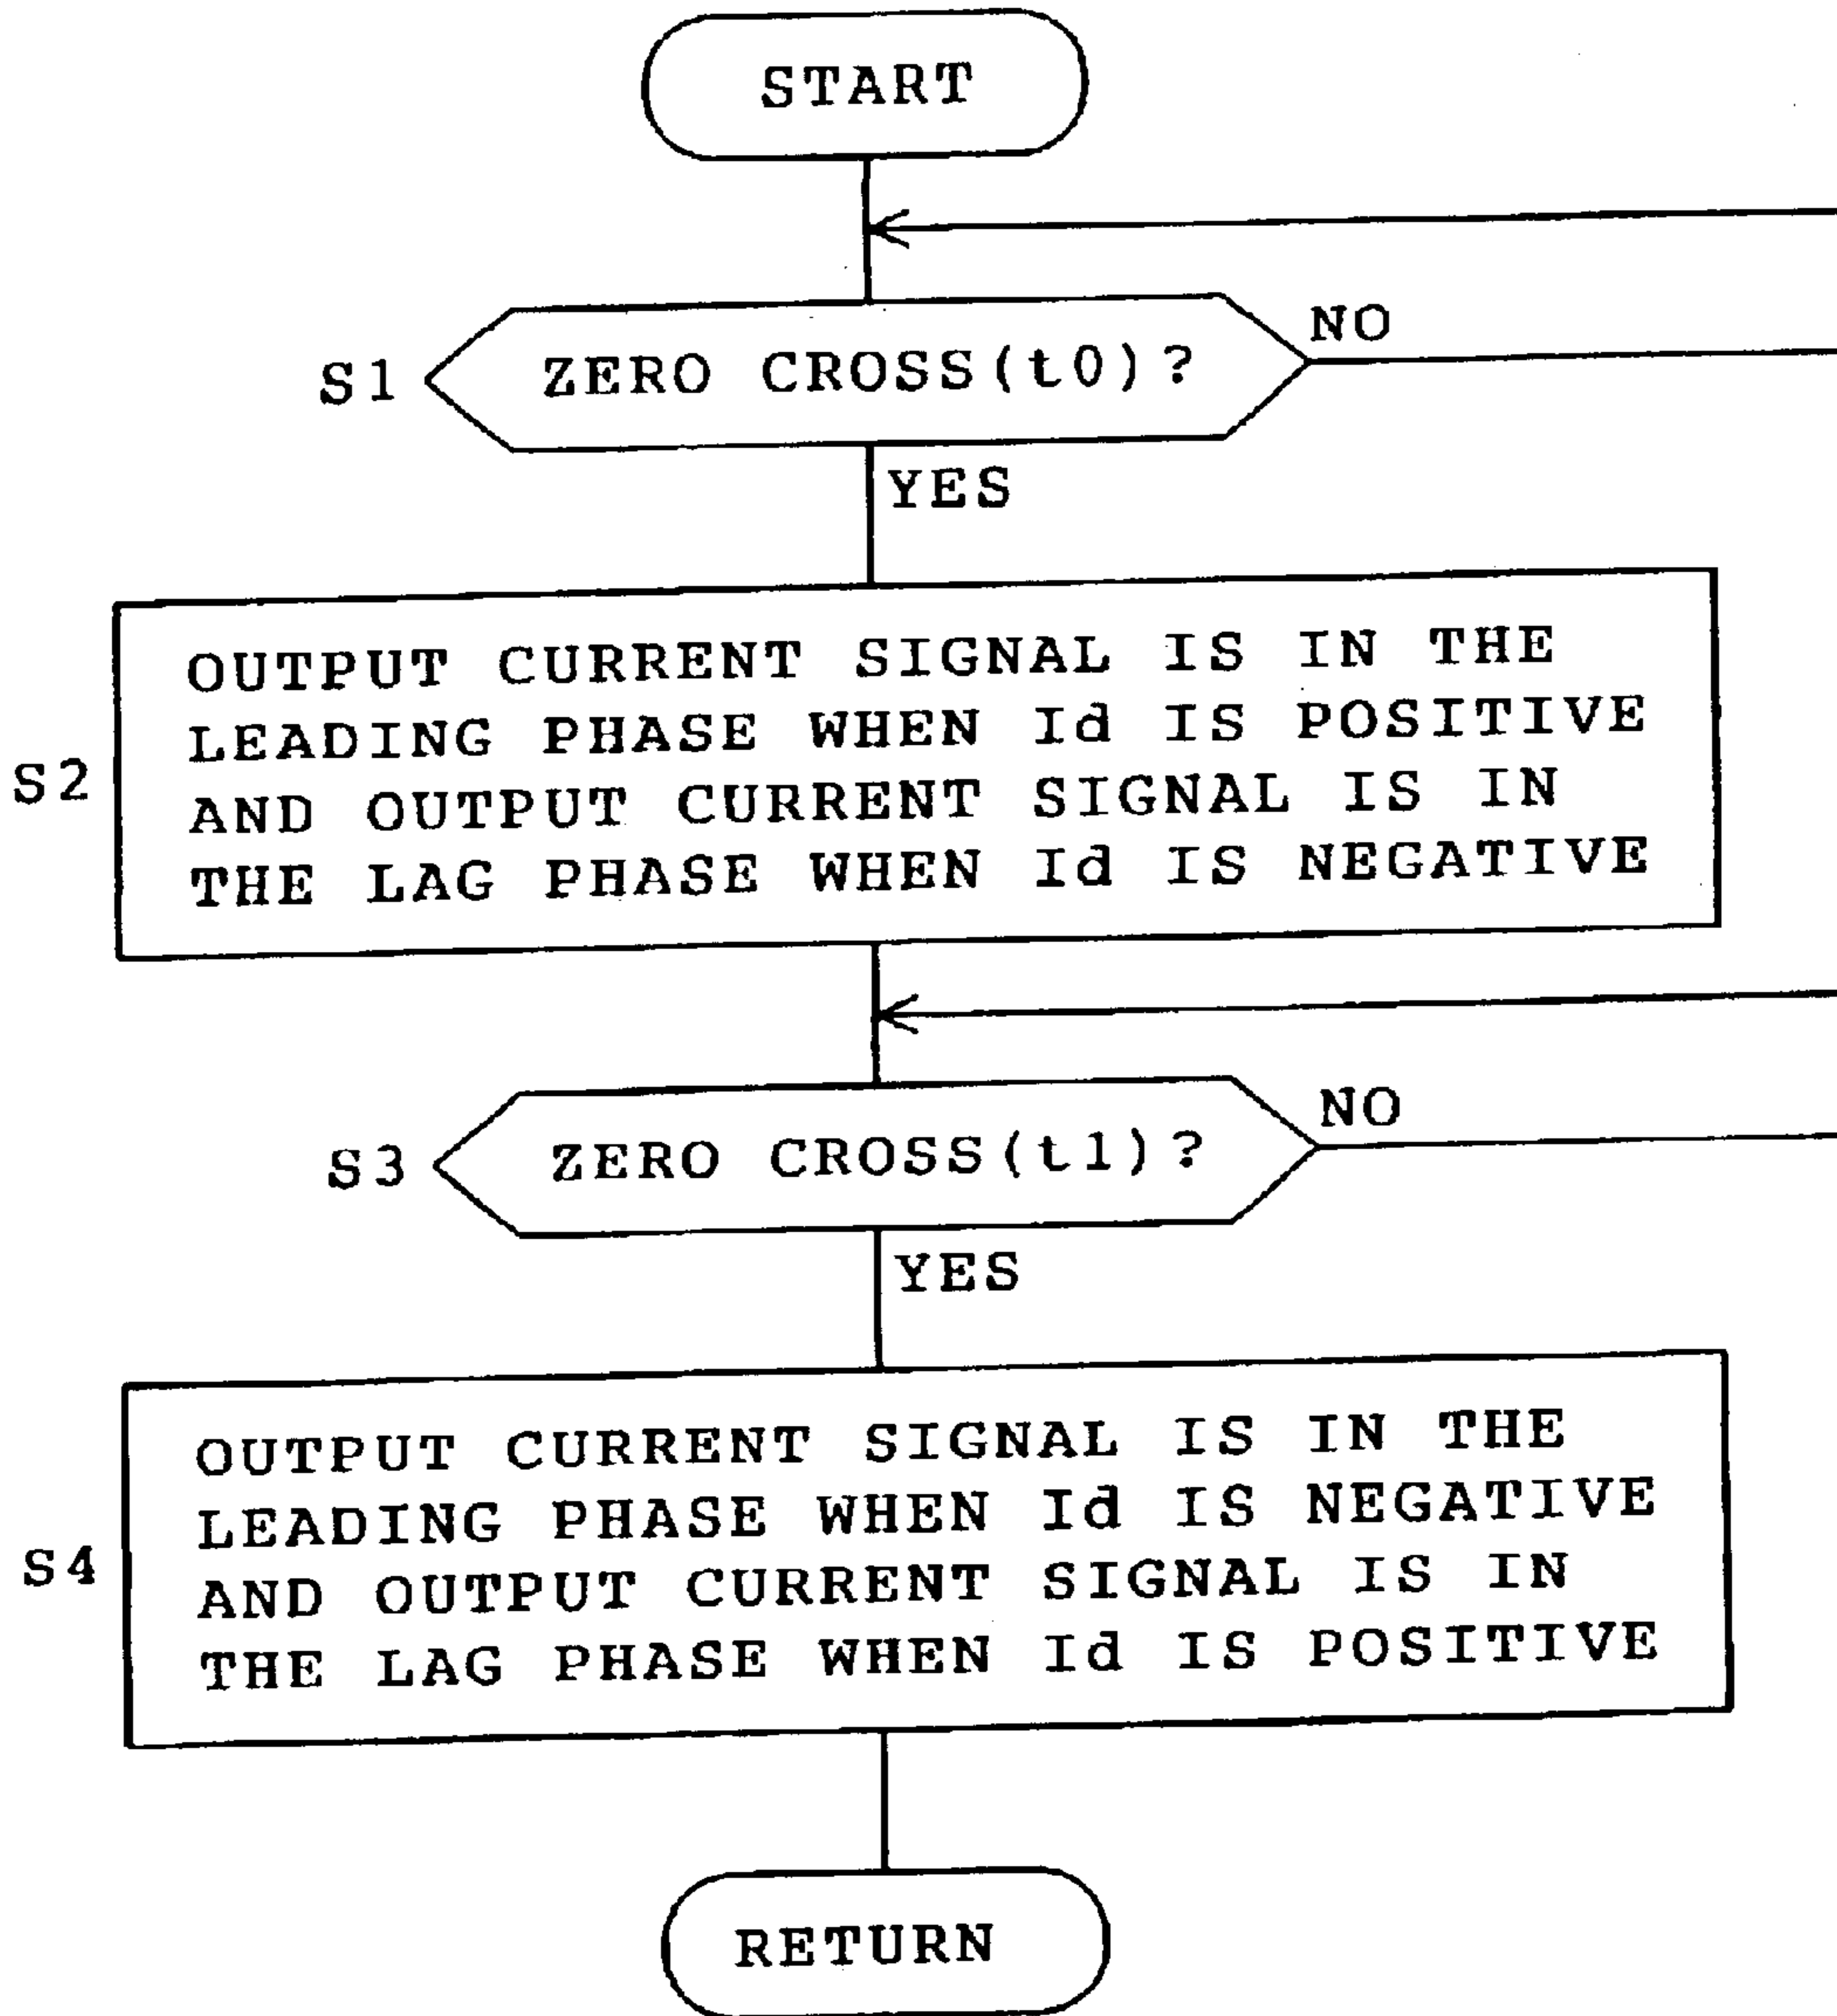 START
S1
ZERO CROSS(t0)?
NO
YES
S2
OUTPUT CURRENT SIGNAL IS IN THE
LEADING PHASE WHEN Id IS POSITIVE
AND OUTPUT CURRENT SIGNAL IS IN
THE LAG PHASE WHEN Id IS NEGATIVE
S3
ZERO CROSS(t1)?
NO
YES
S4
OUTPUT CURRENT SIGNAL IS IN THE
LEADING PHASE WHEN Id IS NEGATIVE
AND OUTPUT CURRENT SIGNAL IS IN
THE LAG PHASE WHEN Id IS POSITIVE
RETURN